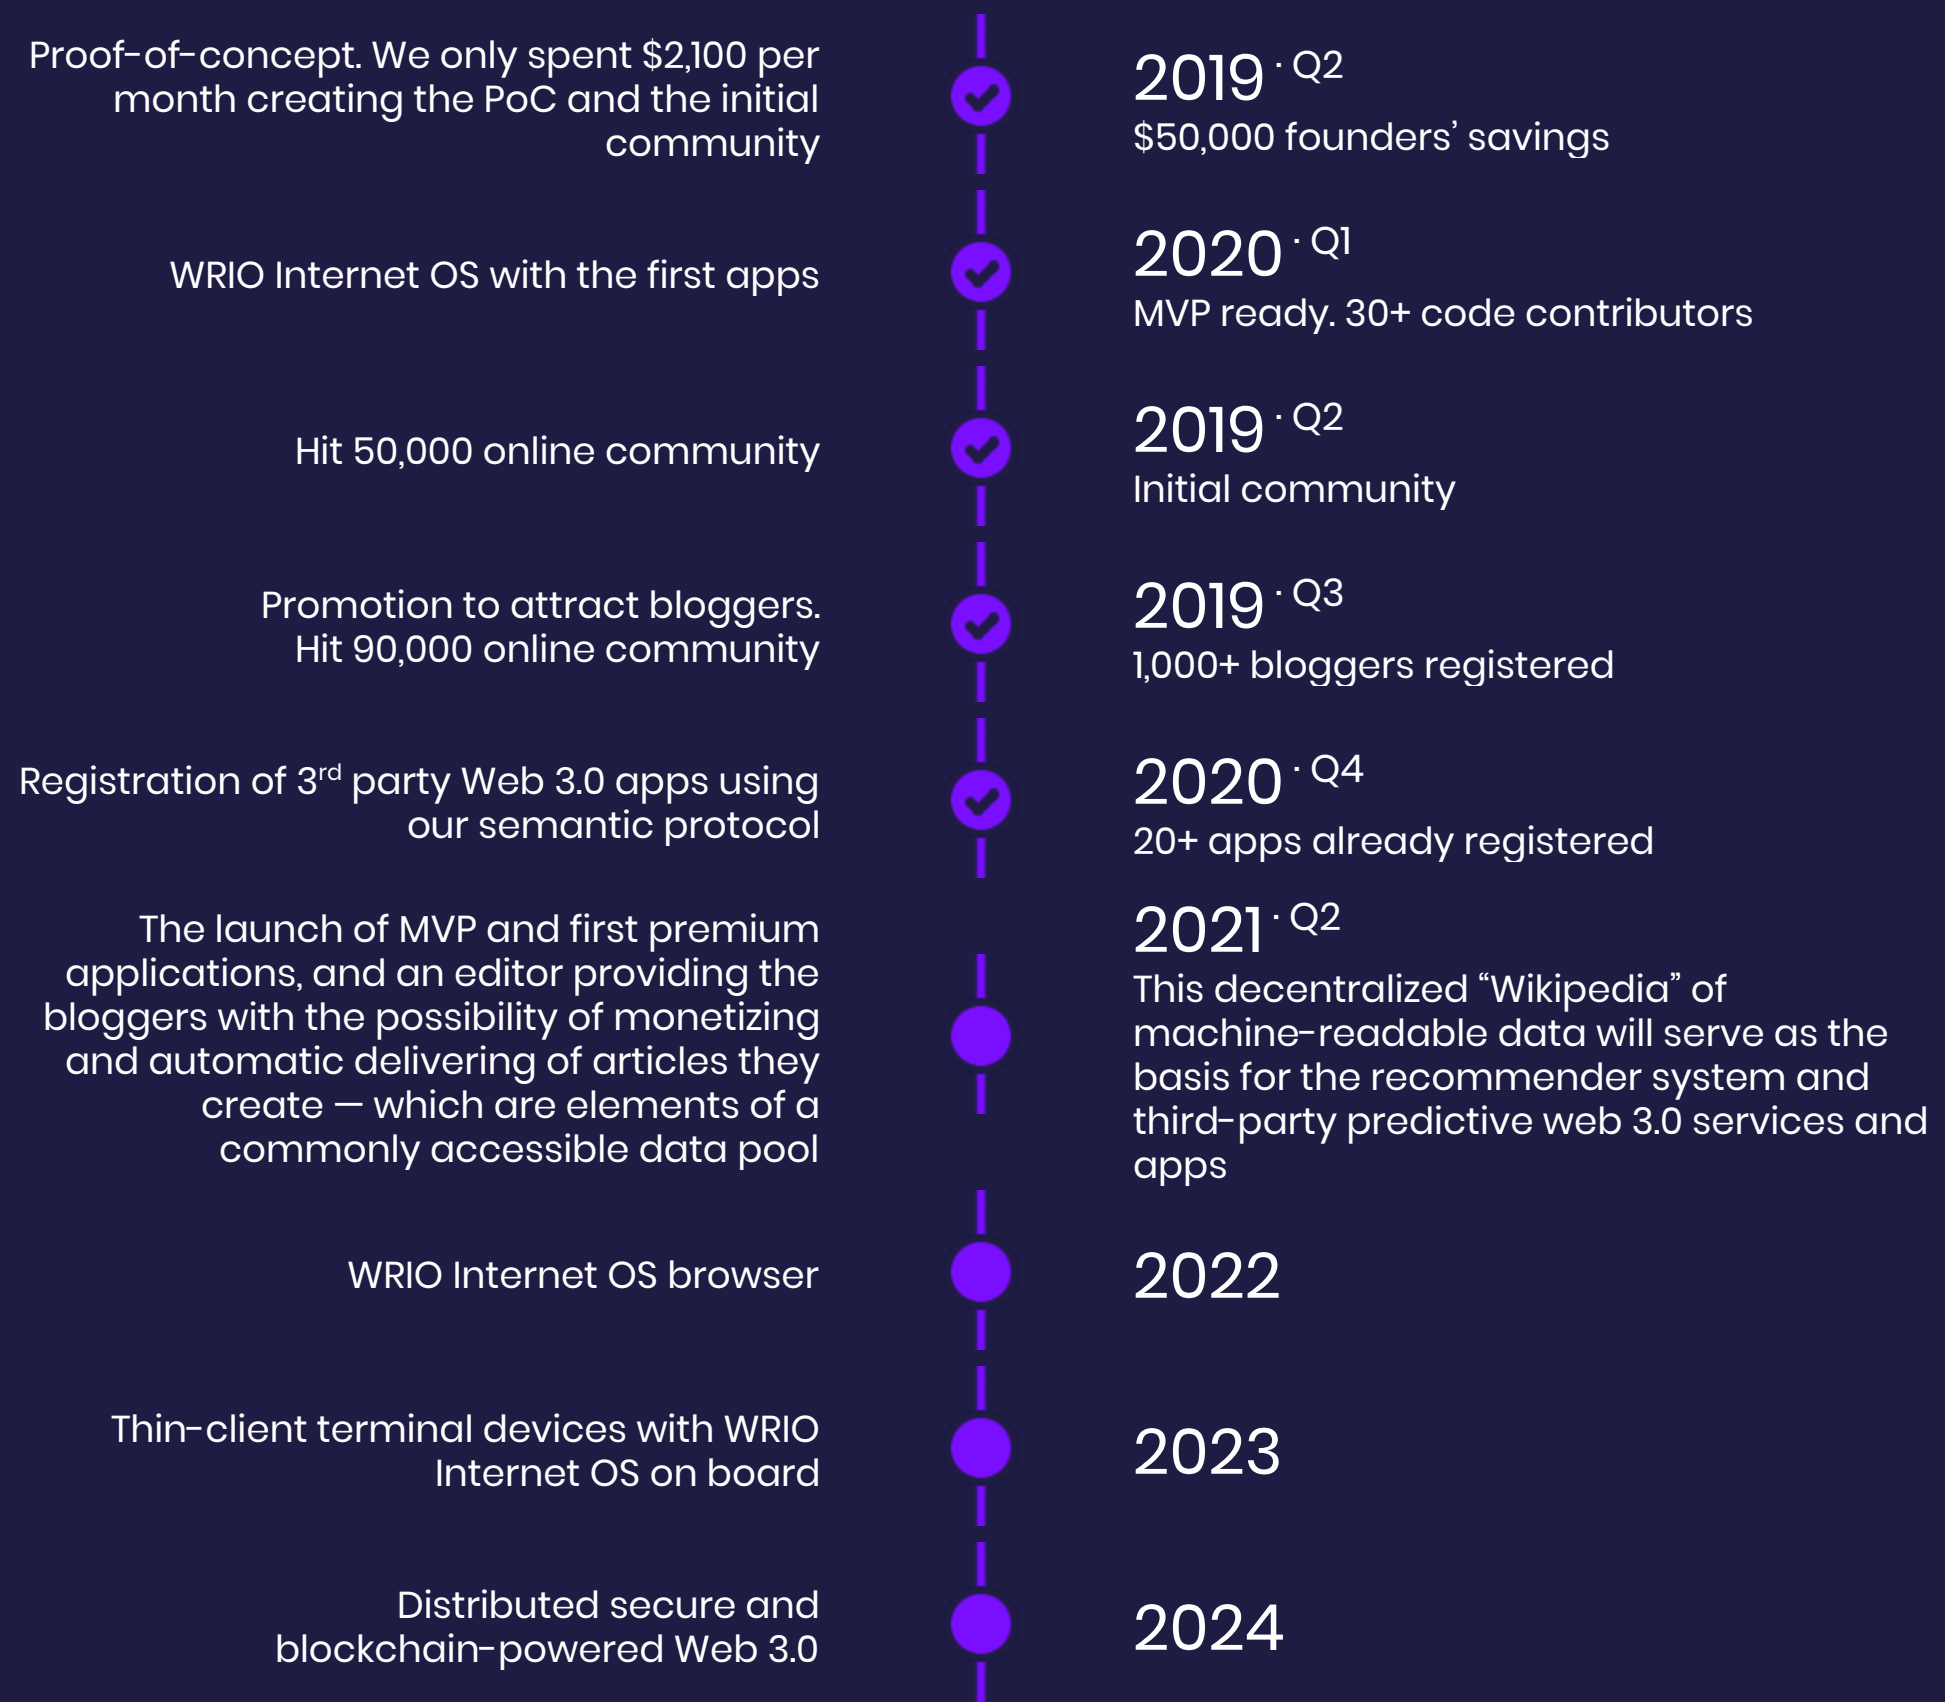 Proof-of-concept. We only spent $2,100 per
month creating the PoC and the initial
community
2019 · Q2
$50,000 founders’ savings
WRIO Internet OS with the first apps
2020 · Q1
MVP ready. 30+ code contributors
Hit 50,000 online community
2019 · Q2
Initial community
Promotion to attract bloggers.
Hit 90,000 online community
2019 · Q3
1,000+ bloggers registered
Registration of 3rd party Web 3.0 apps using
our semantic protocol
2020 · Q4
20+ apps already registered
The launch of MVP and first premium
applications, and an editor providing the
bloggers with the possibility of monetizing
and automatic delivering of articles they
create — which are elements of a
commonly accessible data pool
2021 · Q2
This decentralized “Wikipedia” of
machine-readable data will serve as the
basis for the recommender system and
third-party predictive web 3.0 services and
apps
WRIO Internet OS browser
2022
Thin-client terminal devices with WRIO
Internet OS on board
2023
Distributed secure and
blockchain-powered Web 3.0
2024